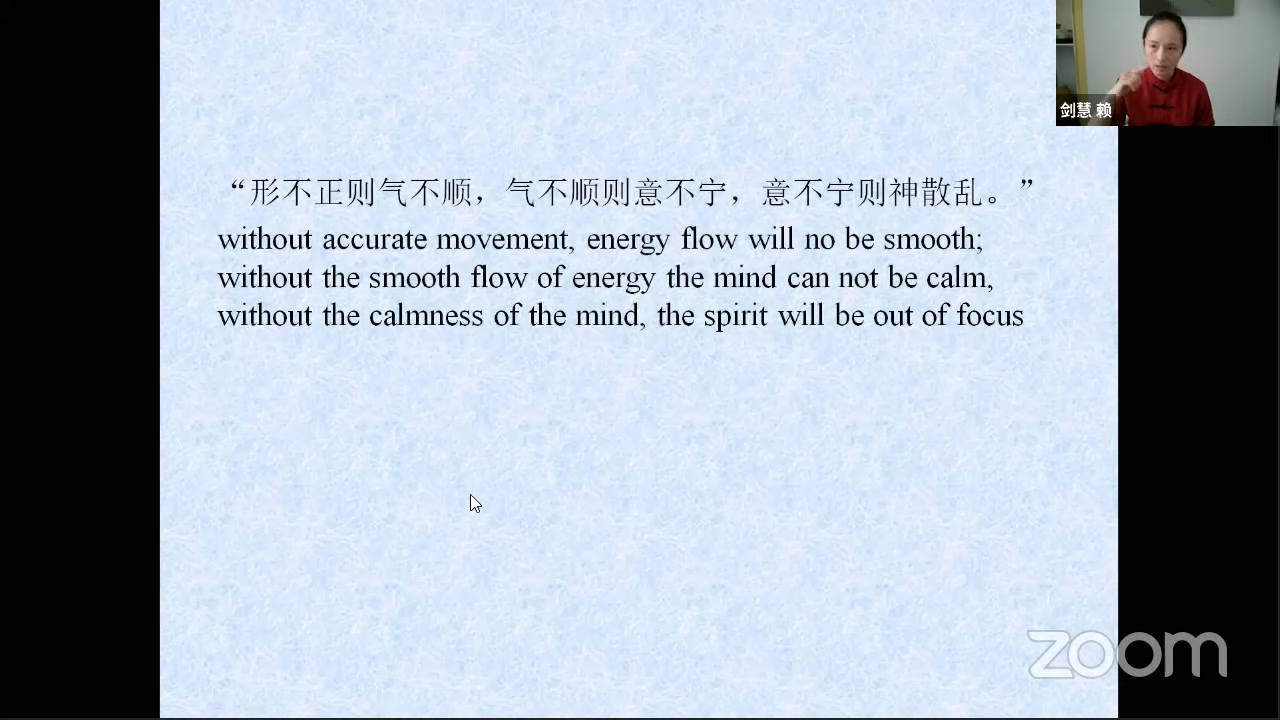 剑慧 赖
“形不正则气不顺，气不顺则意不宁，意不宁则神散乱。”
without accurate movement, energy flow will no be smooth;
without the smooth flow of energy the mind can not be calm,
without the calmness of the mind, the spirit will be out of focus
zoom